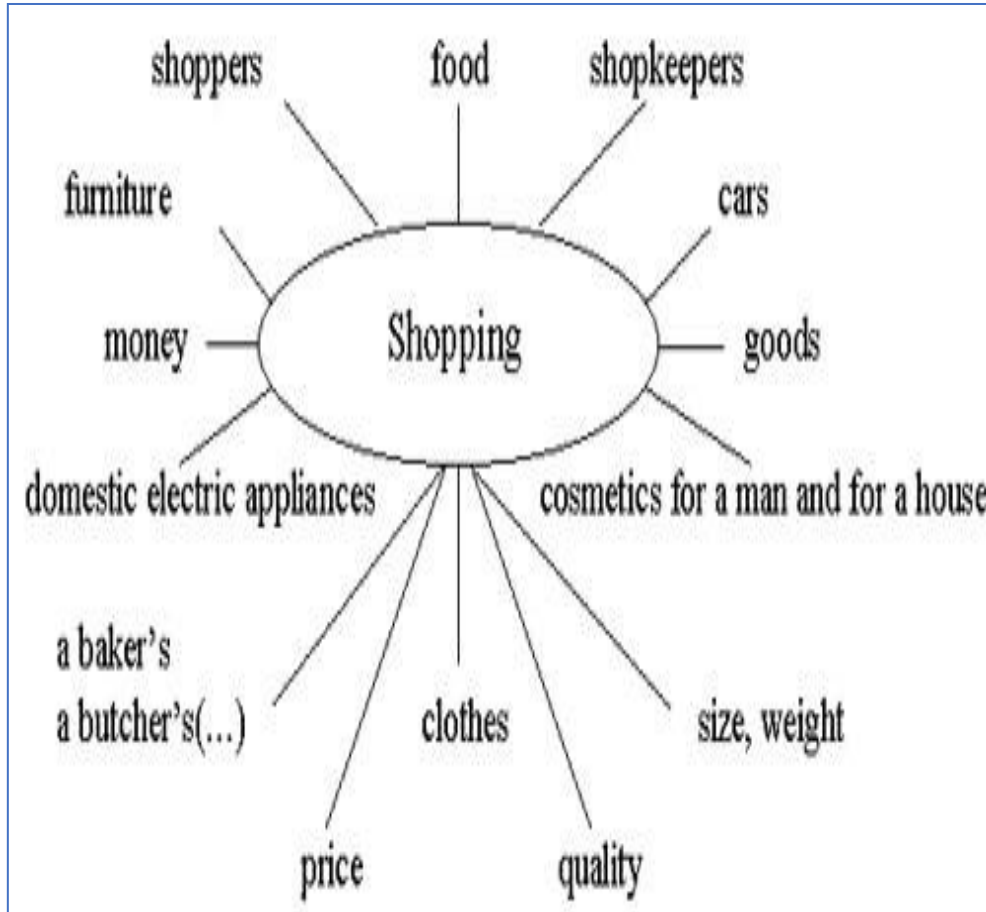 shoppers
food
shopkeepers
furniture
cars
money
Shopping
goods
domestic electric appliances
cosmetics for a man and for a house
a baker's
a butcher's(...)
clothes
size, weight
price
quality